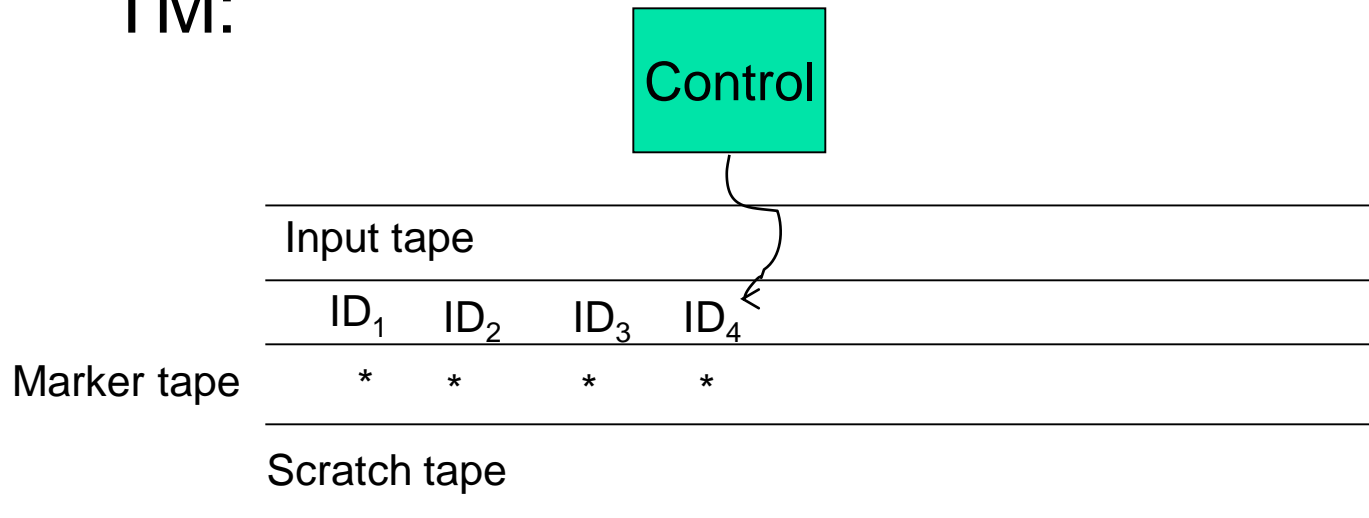 TM:
Control
Input tape
ID₁ ID₂ ID₃ ID₄
Marker tape * * * *
Scratch tape